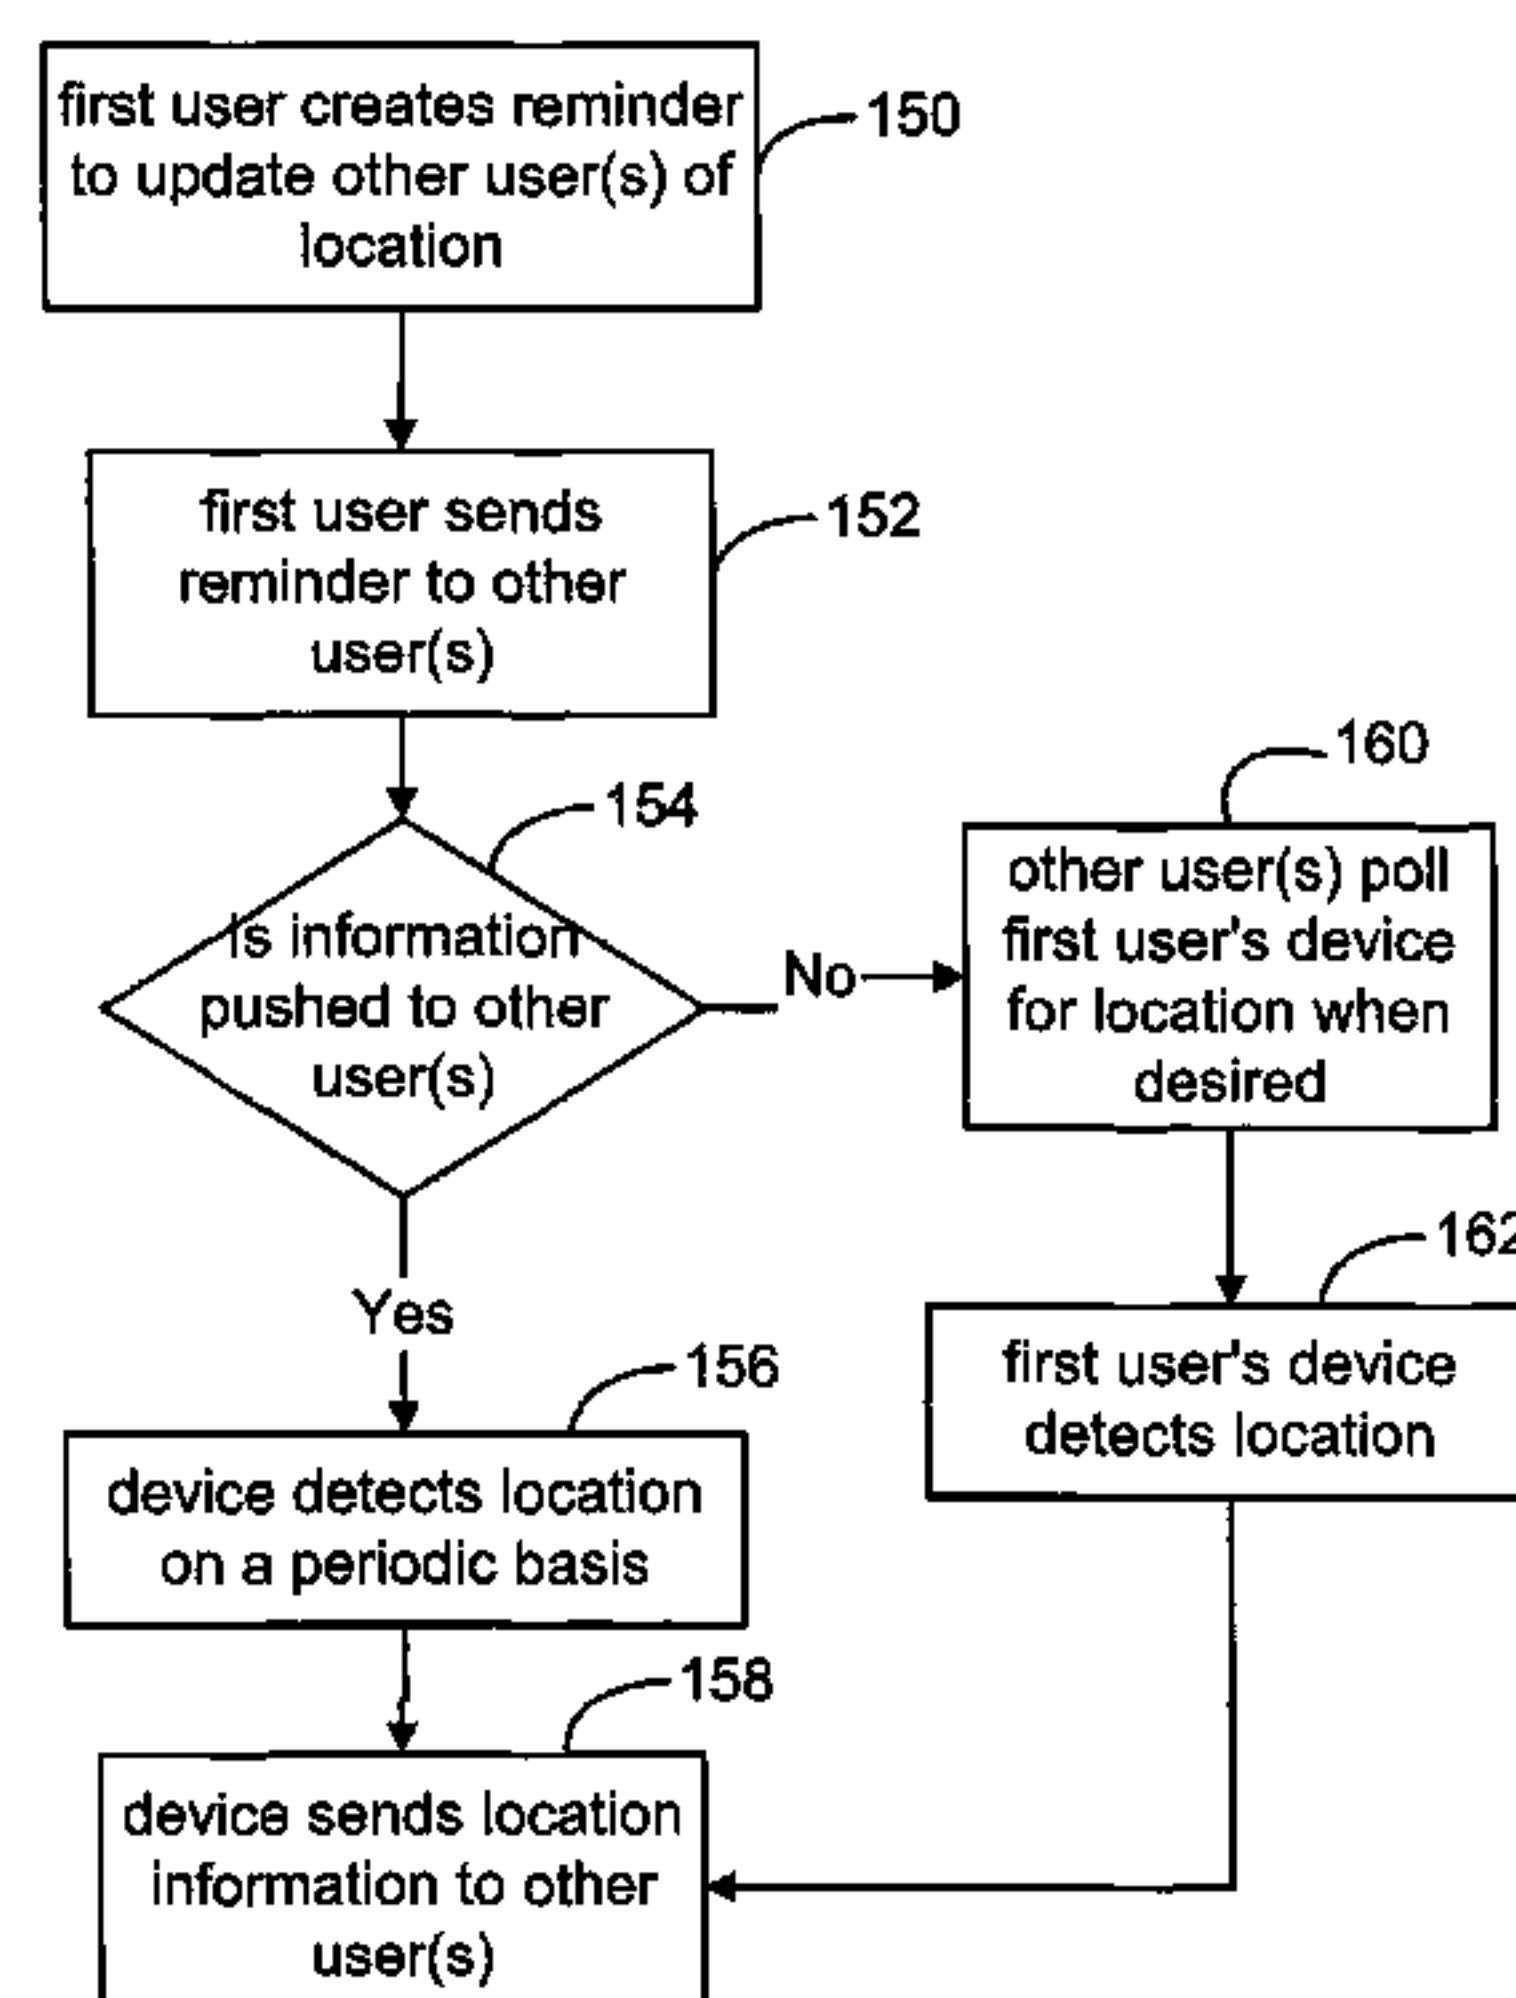 first user creates reminder
to update other user(s) of
location
150
first user sends
reminder to other
user(s)
152
Is information
pushed to other
user(s)
154
No
other user(s) poll
first user's device
for location when
desired
160
Yes
first user's device
detects location
162
device detects location
on a periodic basis
156
device sends location
information to other
user(s)
158